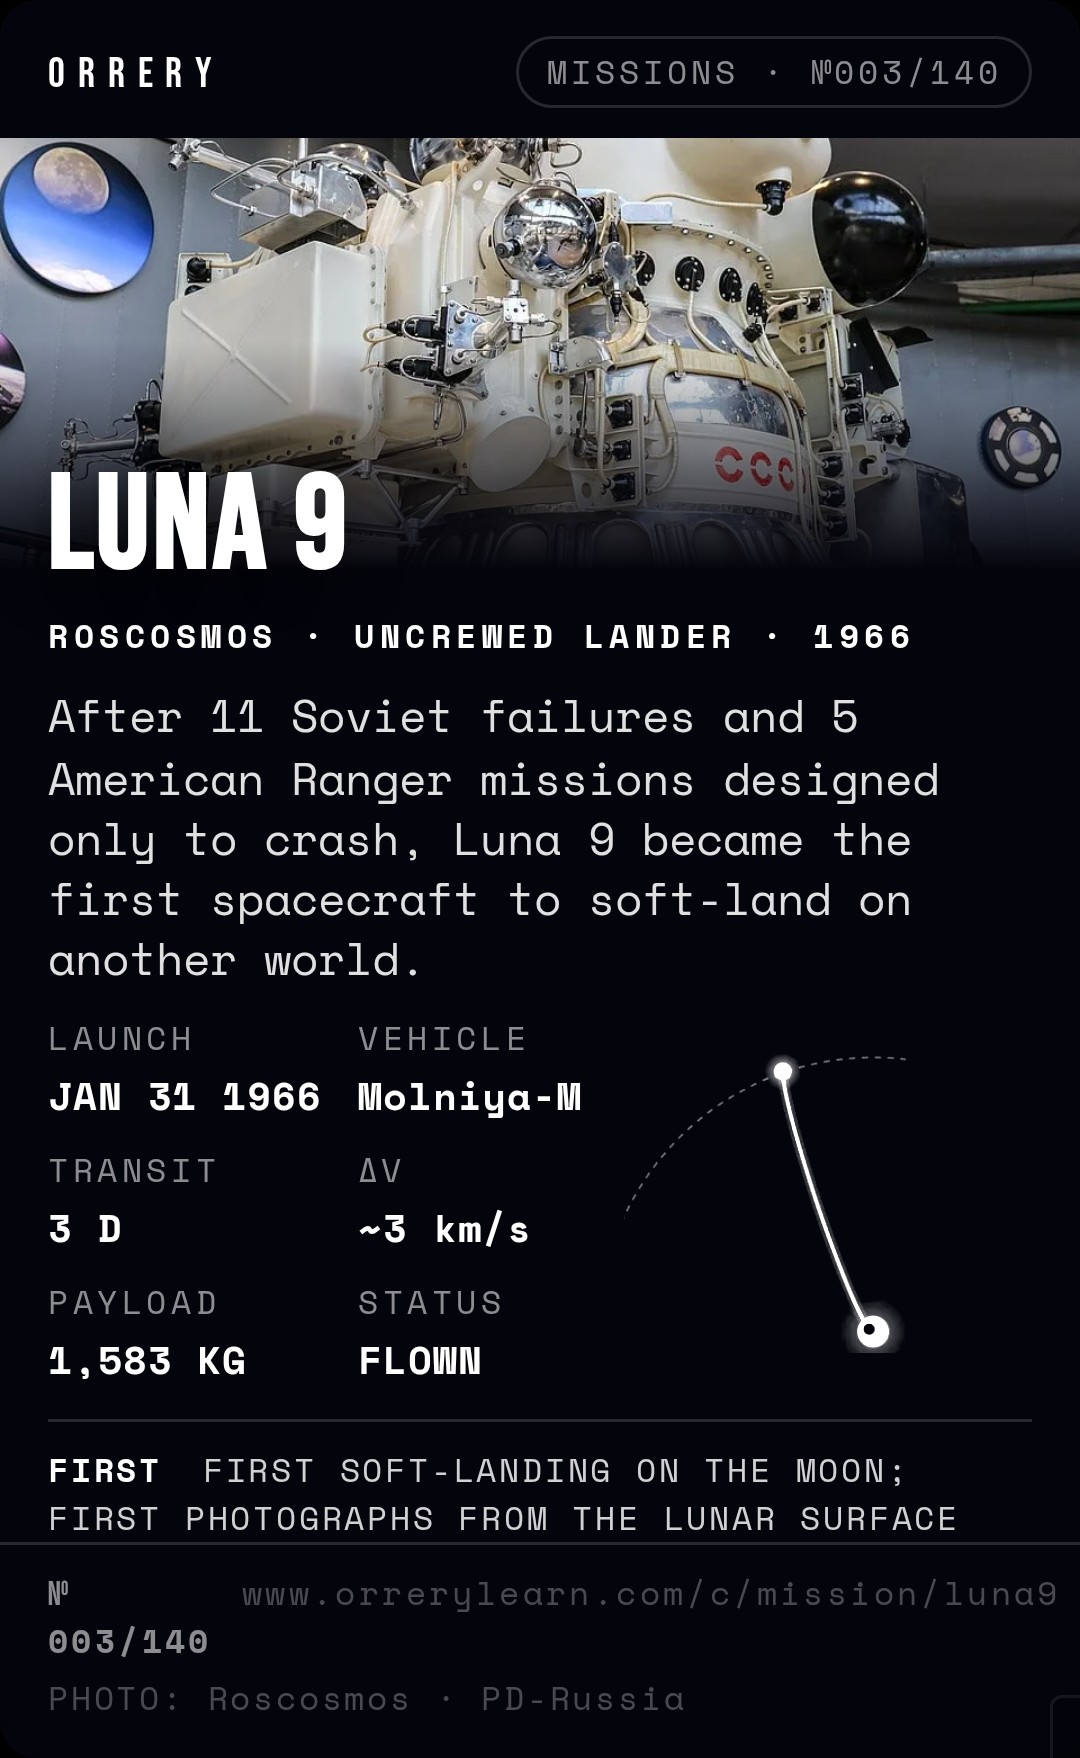 ORRERY
MISSIONS · №003/140
CCC
LUNA 9
ROSCOSMOS · UNCREWED LANDER · 1966
After 11 Soviet failures and 5
American Ranger missions designed
only to crash, Luna 9 became the
first spacecraft to soft-land on
another world.
LAUNCH
JAN 31 1966
VEHICLE
Molniya-M
TRANSIT
3 D
ΔV
~3 km/s
PAYLOAD
1,583 KG
STATUS
FLOWN
FIRST FIRST SOFT-LANDING ON THE MOON;
FIRST PHOTOGRAPHS FROM THE LUNAR SURFACE
№
003/140
www.orrerylearn.com/c/mission/luna9
PHOTO: Roscosmos · PD-Russia